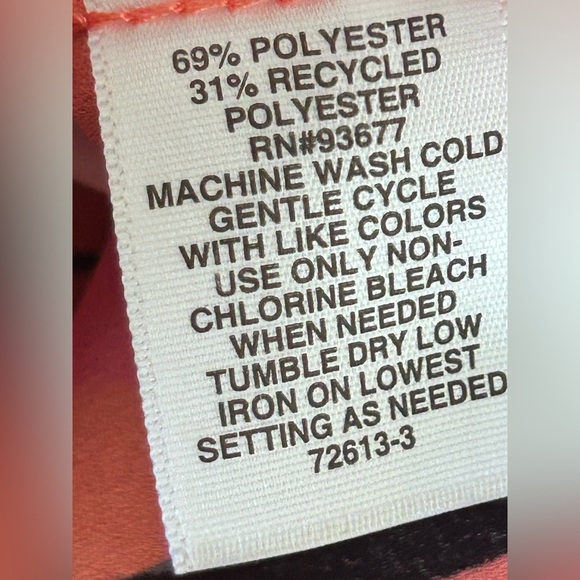 69% POLYESTER
31% RECYCLED
POLYESTER
RN#93677
MACHINE WASH COLD
GENTLE CYCLE
WITH LIKE COLORS
USE ONLY NON-
CHLORINE BLEACH
WHEN NEEDED
TUMBLE DRY LOW
IRON ON LOWEST
SETTING AS NEEDED
72613-3